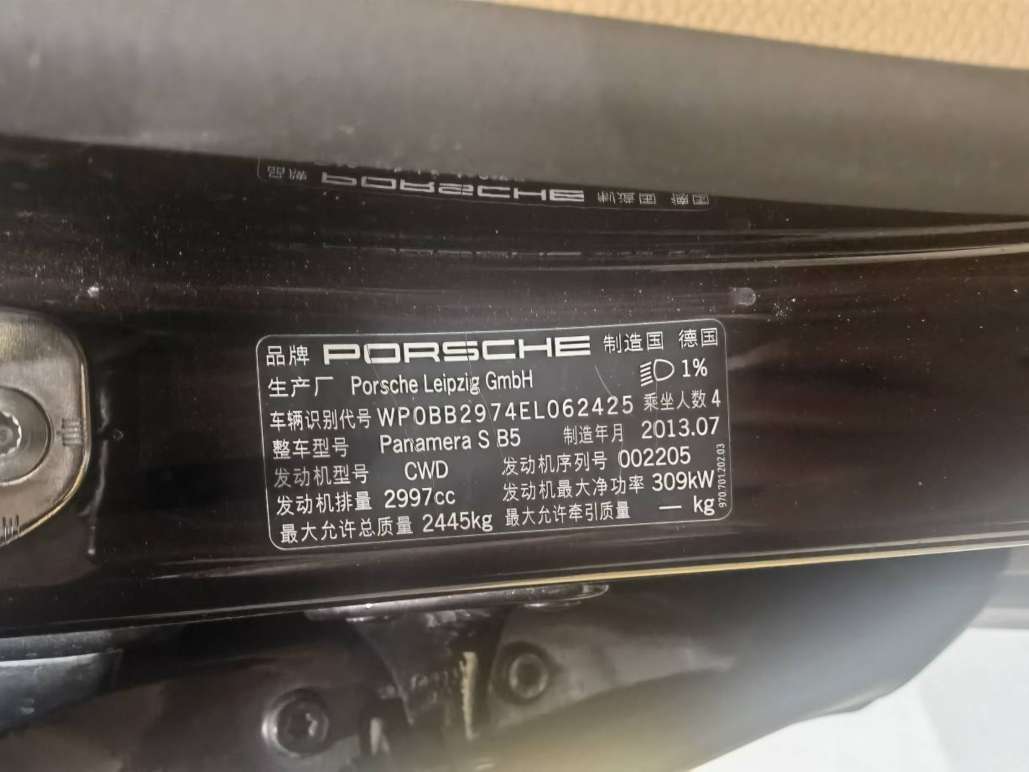 品牌 PORSCHE 制造国 德国
生产厂 Porsche Leipzig GmbH 1%
车辆识别代号 WP0BB2974EL062425 乘坐人数 4
整车型号 Panamera S B5 制造年月 2013.07
发动机型号 CWD 发动机序列号 002205
发动机排量 2997cc 发动机最大净功率 309kW
最大允许总质量 2445kg 最大允许牵引质量 — kg
970.701.202.03